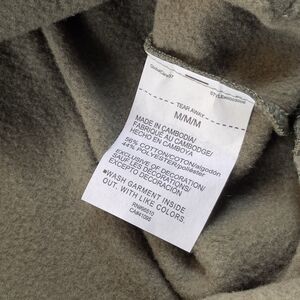 TEAR AWAY
M/M/M
MADE IN CAMBODIA/
FABRIQUÉ AU CAMBODGE/
HECHO EN CAMBOYA
56% COTTON/COTON/algodón
44% POLYESTER/poliéster
EXCLUSIVE OF DECORATION/
SAUF LES DÉCORATIONS/
EXCEPTO DECORACIÓN
●WASH GARMENT INSIDE
OUT. WITH LIKE COLORS.